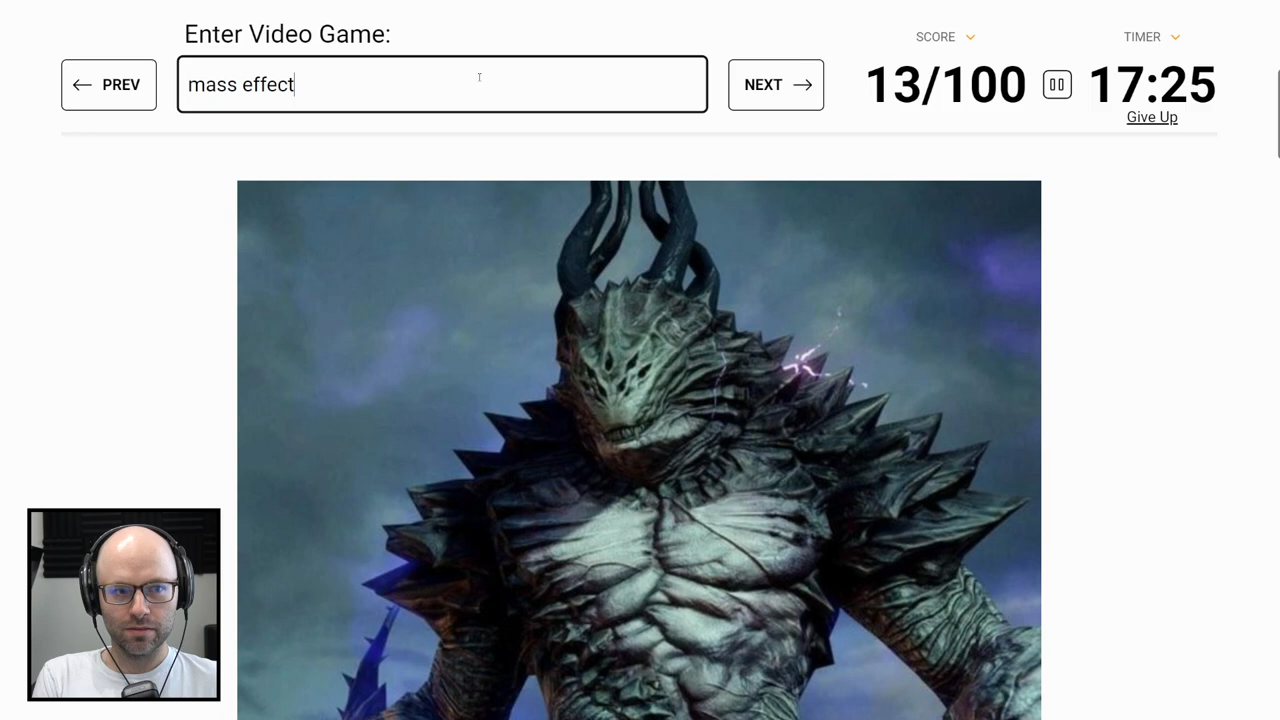 Enter Video Game:
SCORE
TIMER
PREV
mass effect
NEXT
13/100
17:25
Give Up